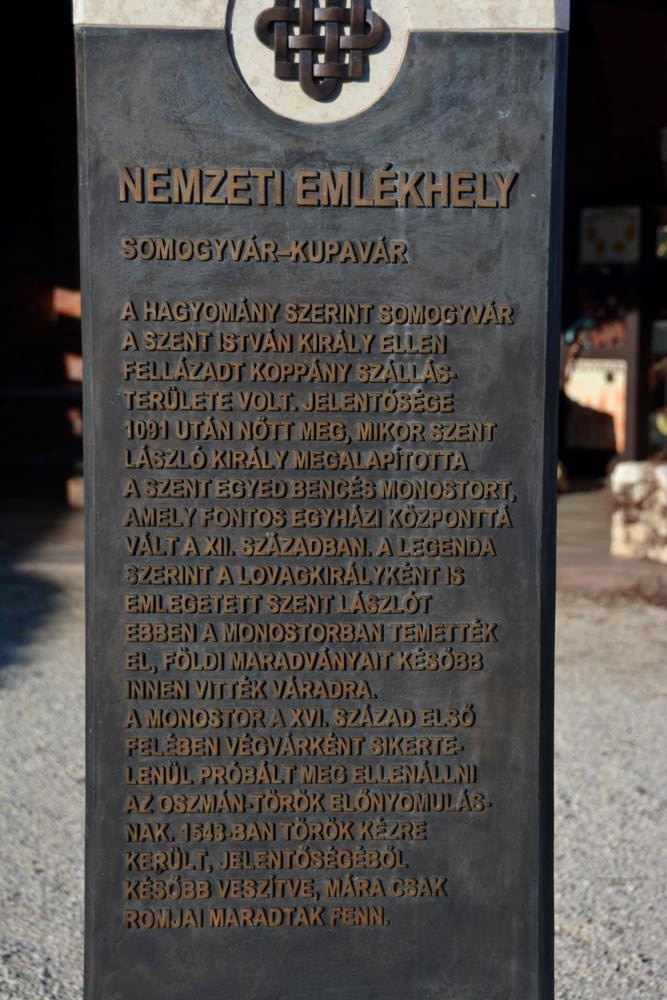 NEMZETI EMLÉKHELY
SOMOGYVÁR–KUPAVÁR
A HAGYOMÁNY SZERINT SOMOGYVÁR
A SZENT ISTVÁN KIRÁLY ELLEN
FELLÁZADT KOPPÁNY SZÁLLÁS-
TERÜLETE VOLT. JELENTŐSÉGE
1091 UTÁN NŐTT MEG, MIKOR SZENT
LÁSZLÓ KIRÁLY MEGALAPÍTOTTA
A SZENT EGYED BENCÉS MONOSTORT,
AMELY FONTOS EGYHÁZI KÖZPONTTÁ
VÁLT A XII. SZÁZADBAN. A LEGENDA
SZERINT A LOVAGKIRÁLYKÉNT IS
EMLEGETETT SZENT LÁSZLÓT
EBBEN A MONOSTORBAN TEMETTÉK
EL, FÖLDI MARADVÁNYAIT KÉSŐBB
INNEN VITTÉK VÁRADRA.
A MONOSTOR A XVI. SZÁZAD ELSŐ
FELÉBEN VÉGVÁRKÉNT SIKERTE-
LENÜL PRÓBÁLT MEG ELLENÁLLNI
AZ OSZMÁN-TÖRÖK ELŐNYOMULÁS-
NAK. 1543-BAN TÖRÖK KÉZRE
KERÜLT, JELENTŐSÉGÉBŐL
KÉSŐBB VESZÍTVE, MÁRA CSAK
ROMJAI MARADTAK FENN.